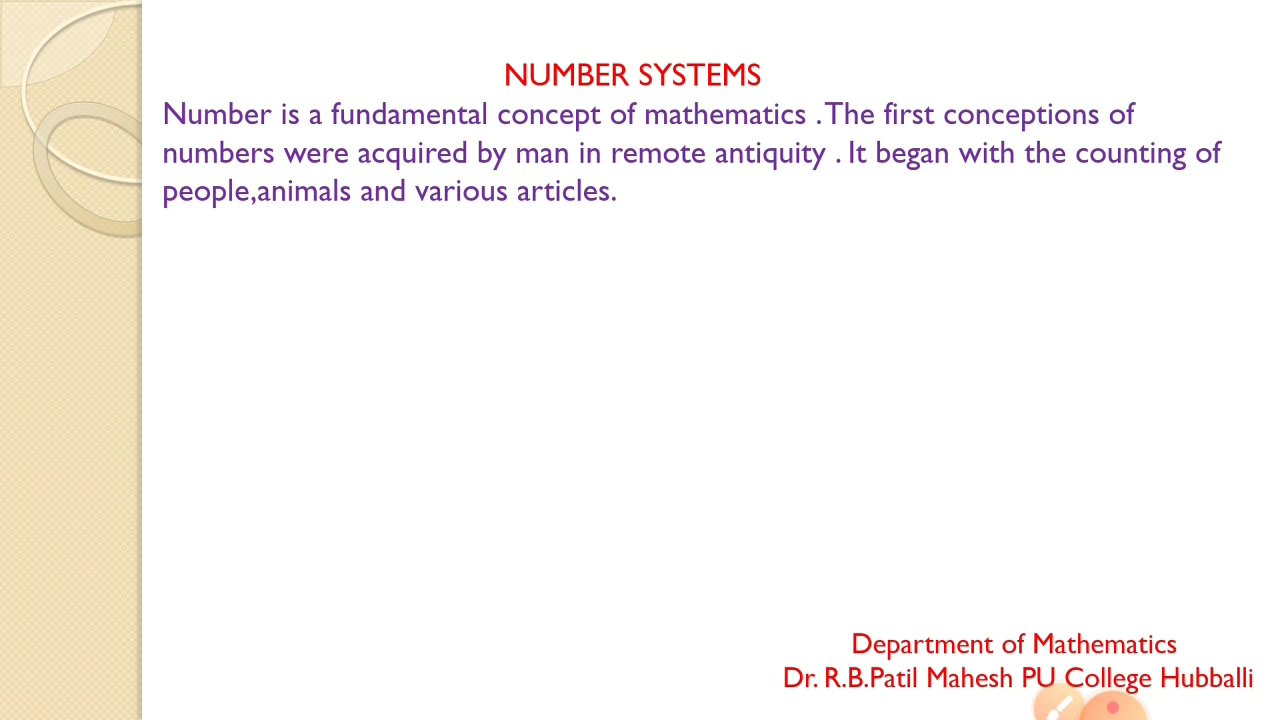 NUMBER SYSTEMS
Number is a fundamental concept of mathematics . The first conceptions of
numbers were acquired by man in remote antiquity . It began with the counting of
people,animals and various articles.
Department of Mathematics
Dr. R.B.Patil Mahesh PU College Hubballi